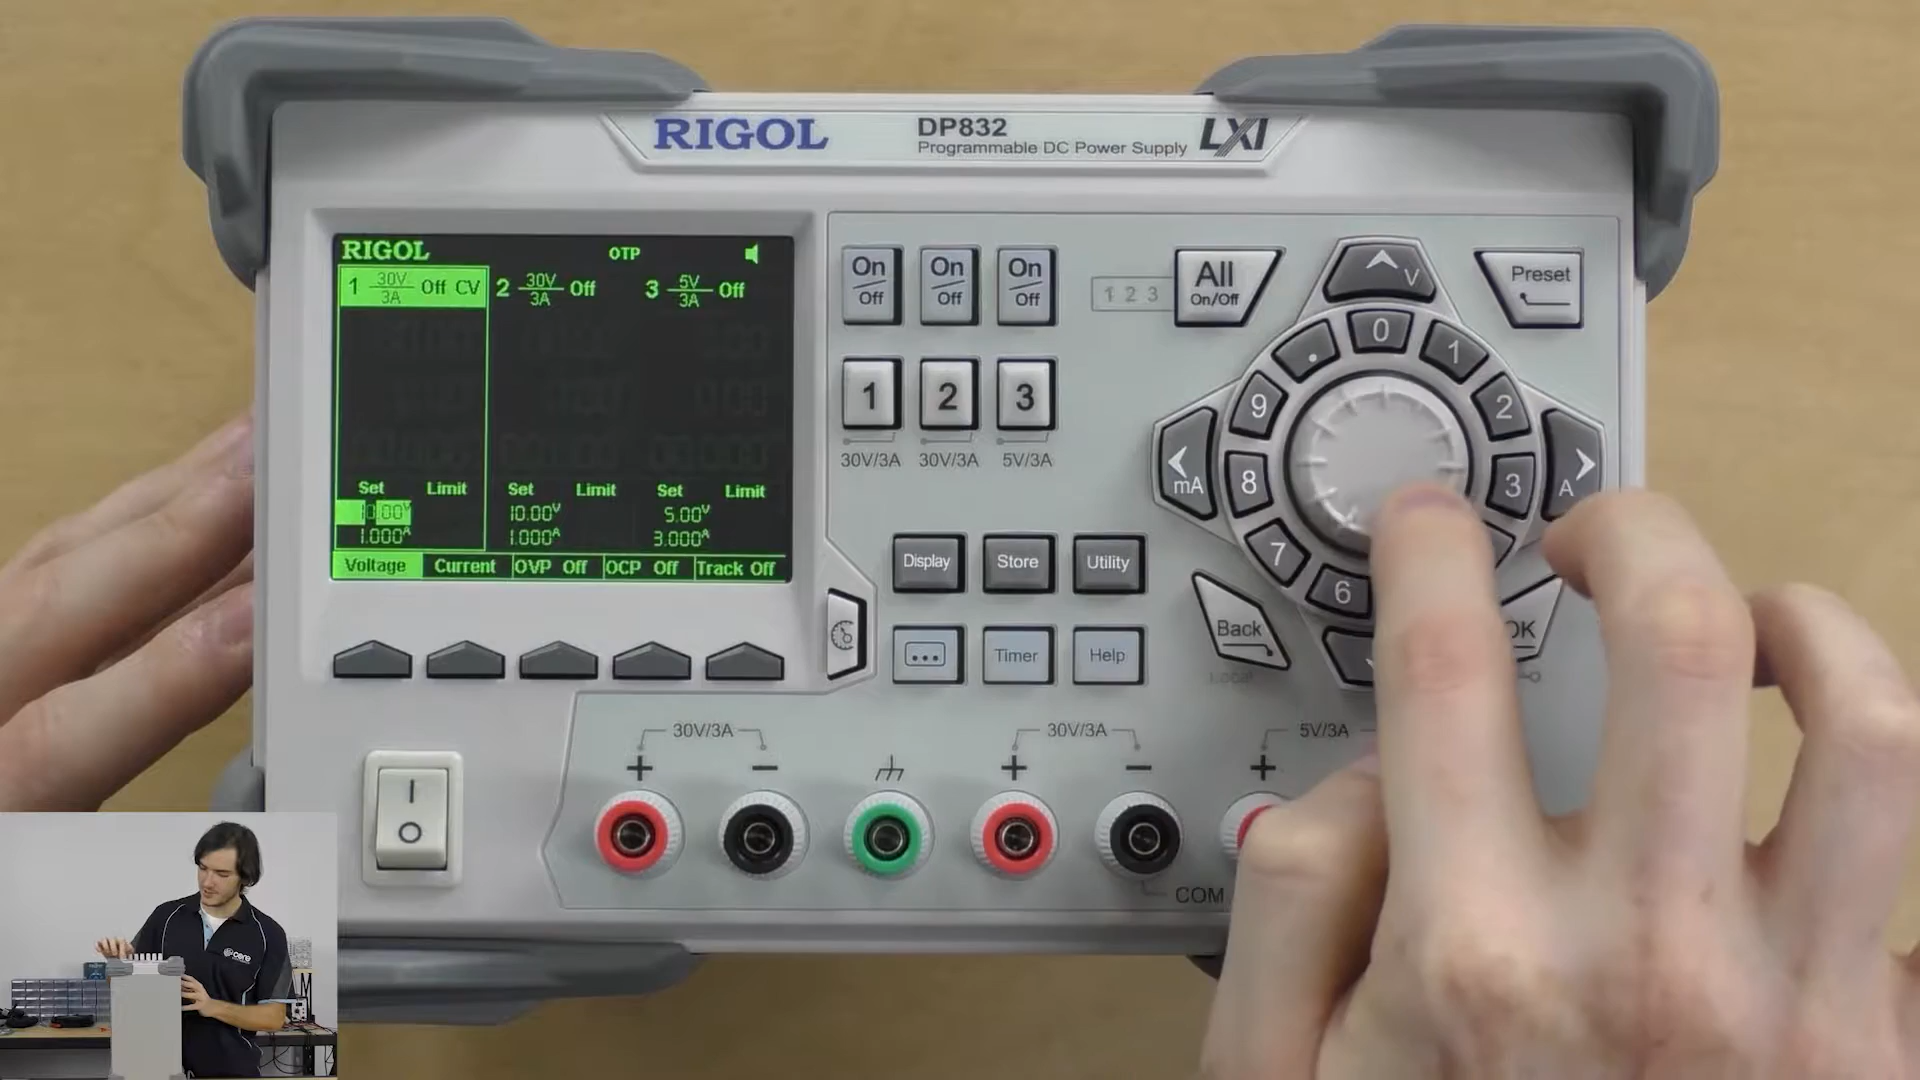 RIGOL DP832 LXI
Programmable DC Power Supply
RIGOL OTP
1 30V/3A Off CV 2 30V/3A Off 3 5V/3A Off
Set Limit Set Limit Set Limit
10.00V 10.00V 5.00V
1.000A 1.000A 3.000A
Voltage Current OVP Off OCP Off Track Off
On/Off On/Off On/Off
1 2 3 All On/Off
V
Preset
1 2 3
30V/3A 30V/3A 5V/3A
. 0 1
9 2
mA 8 3 A
7
6
Display Store Utility
Back OK
Local
... Timer Help
30V/3A 30V/3A 5V/3A
+ − + − +
I
O
COM
core